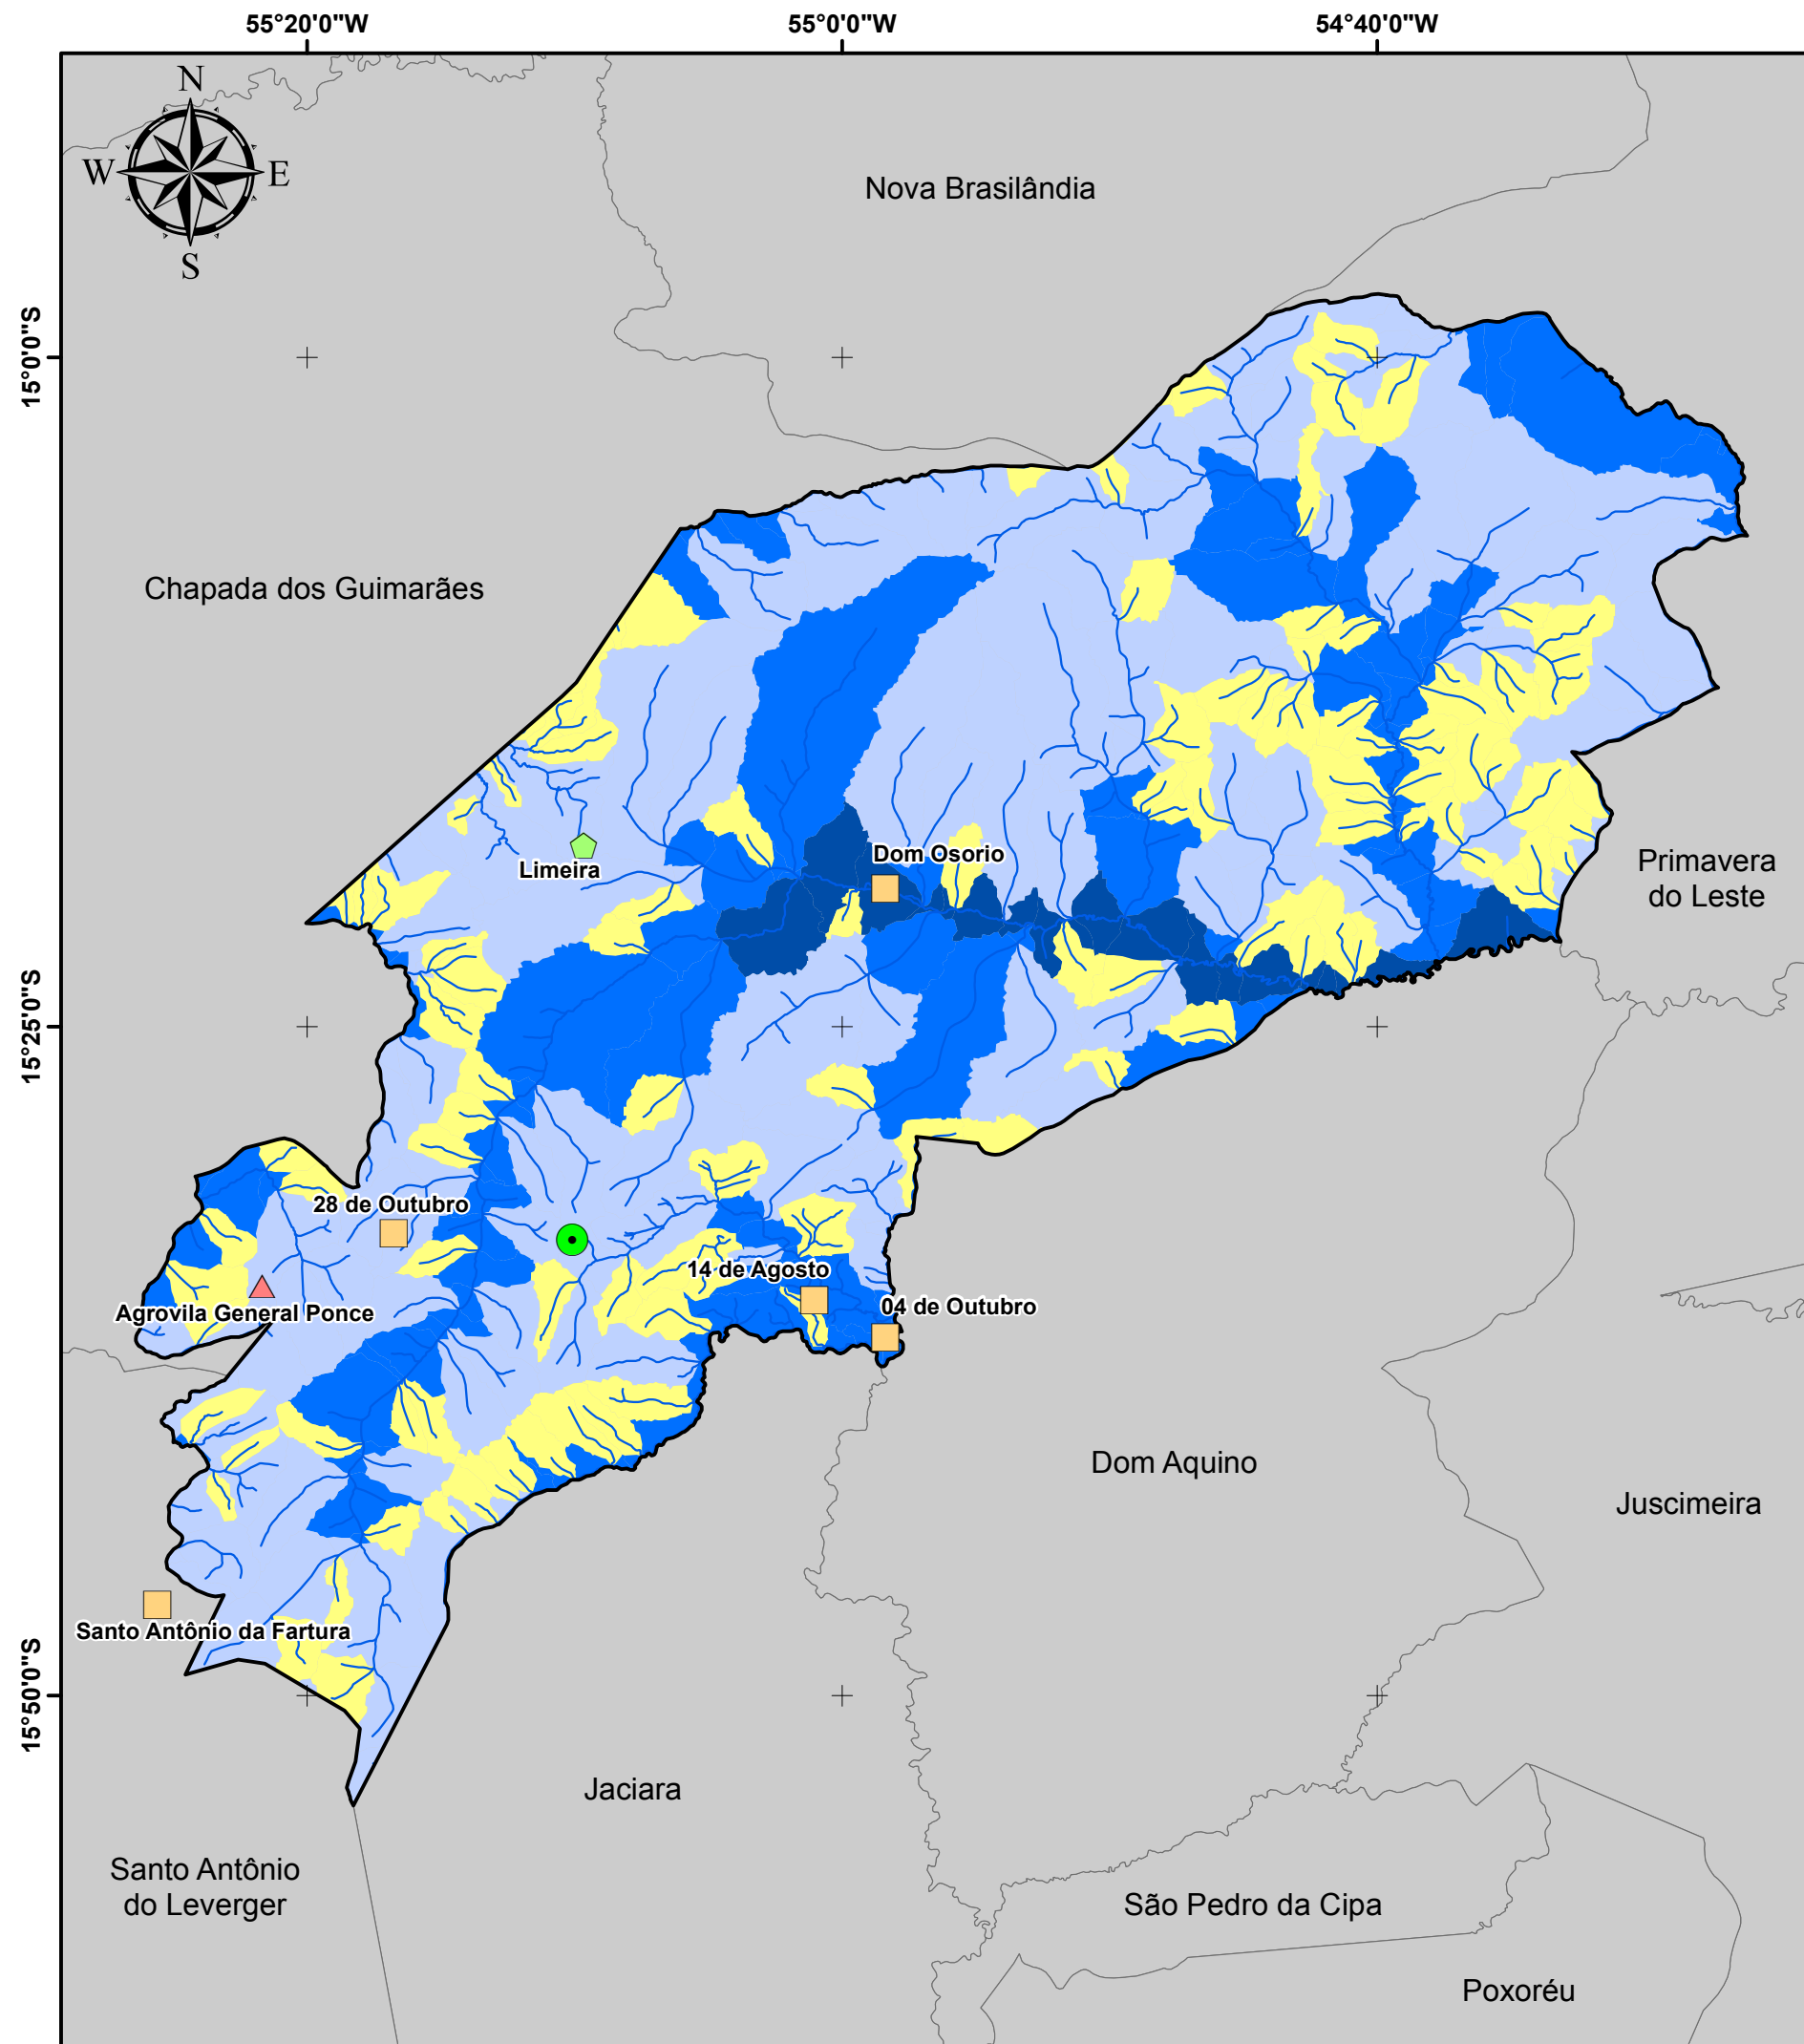 55°20'0"W
55°0'0"W
54°40'0"W
N
W
E
S
Nova Brasilândia
15°0'0"S
Chapada dos Guimarães
Limeira
Dom Osorio
Primavera
do Leste
15°25'0"S
28 de Outubro
14 de Agosto
Agrovila General Ponce
04 de Outubro
Dom Aquino
Juscimeira
Santo Antônio da Fartura
15°50'0"S
Jaciara
Santo Antônio
do Leverger
São Pedro da Cipa
Poxoréu